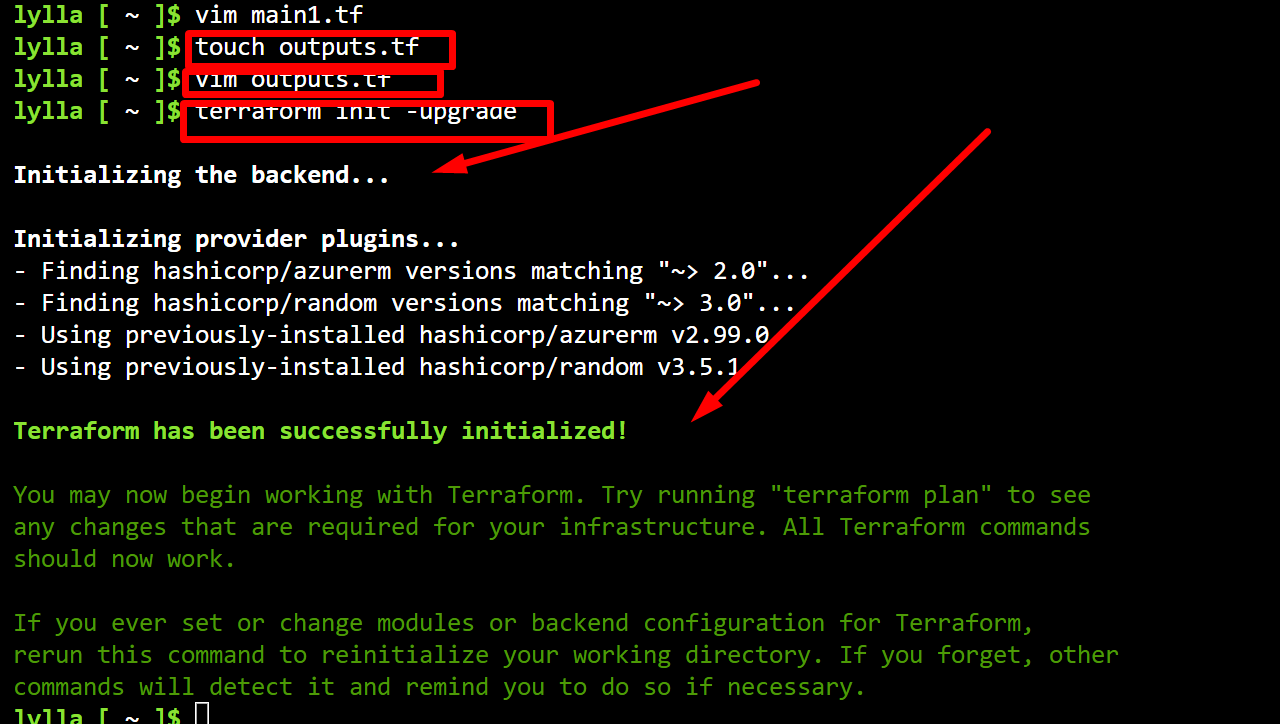 lylla [ ~ ]$ vim main1.tf
lylla [ ~ ]$ touch outputs.tf
lylla [ ~ ]$ vim outputs.tf
lylla [ ~ ]$ terraform init -upgrade
Initializing the backend...
Initializing provider plugins...
- Finding hashicorp/azurerm versions matching "~> 2.0"...
- Finding hashicorp/random versions matching "~> 3.0"...
- Using previously-installed hashicorp/azurerm v2.99.0
- Using previously-installed hashicorp/random v3.5.1
Terraform has been successfully initialized!
You may now begin working with Terraform. Try running "terraform plan" to see
any changes that are required for your infrastructure. All Terraform commands
should now work.
If you ever set or change modules or backend configuration for Terraform,
rerun this command to reinitialize your working directory. If you forget, other
commands will detect it and remind you to do so if necessary.
lylla [ ~ ]$